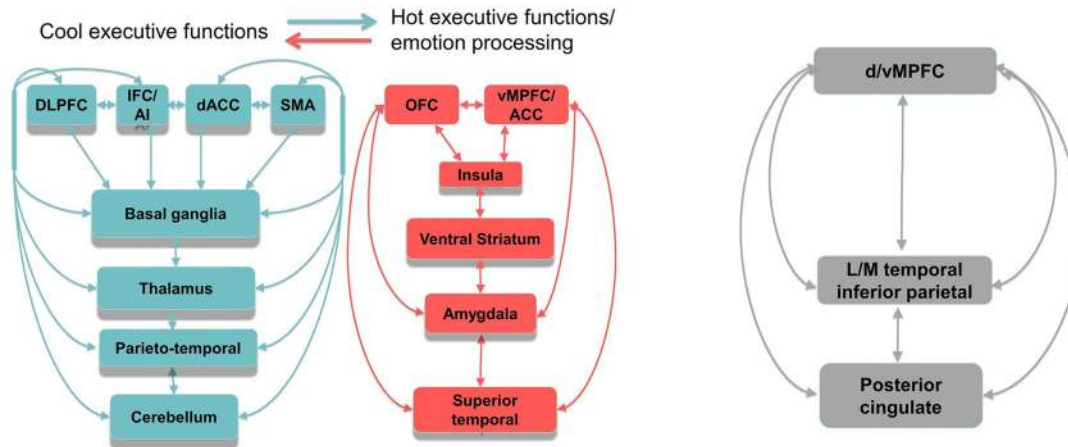 Cool executive functions
Hot executive functions/
emotion processing
DLPFC
IFC/
AI
dACC
SMA
Basal ganglia
Thalamus
Parieto-temporal
Cerebellum
OFC
vMPFC/
ACC
Insula
Ventral Striatum
Amygdala
Superior
temporal
d/vMPFC
L/M temporal
inferior parietal
Posterior
cingulate